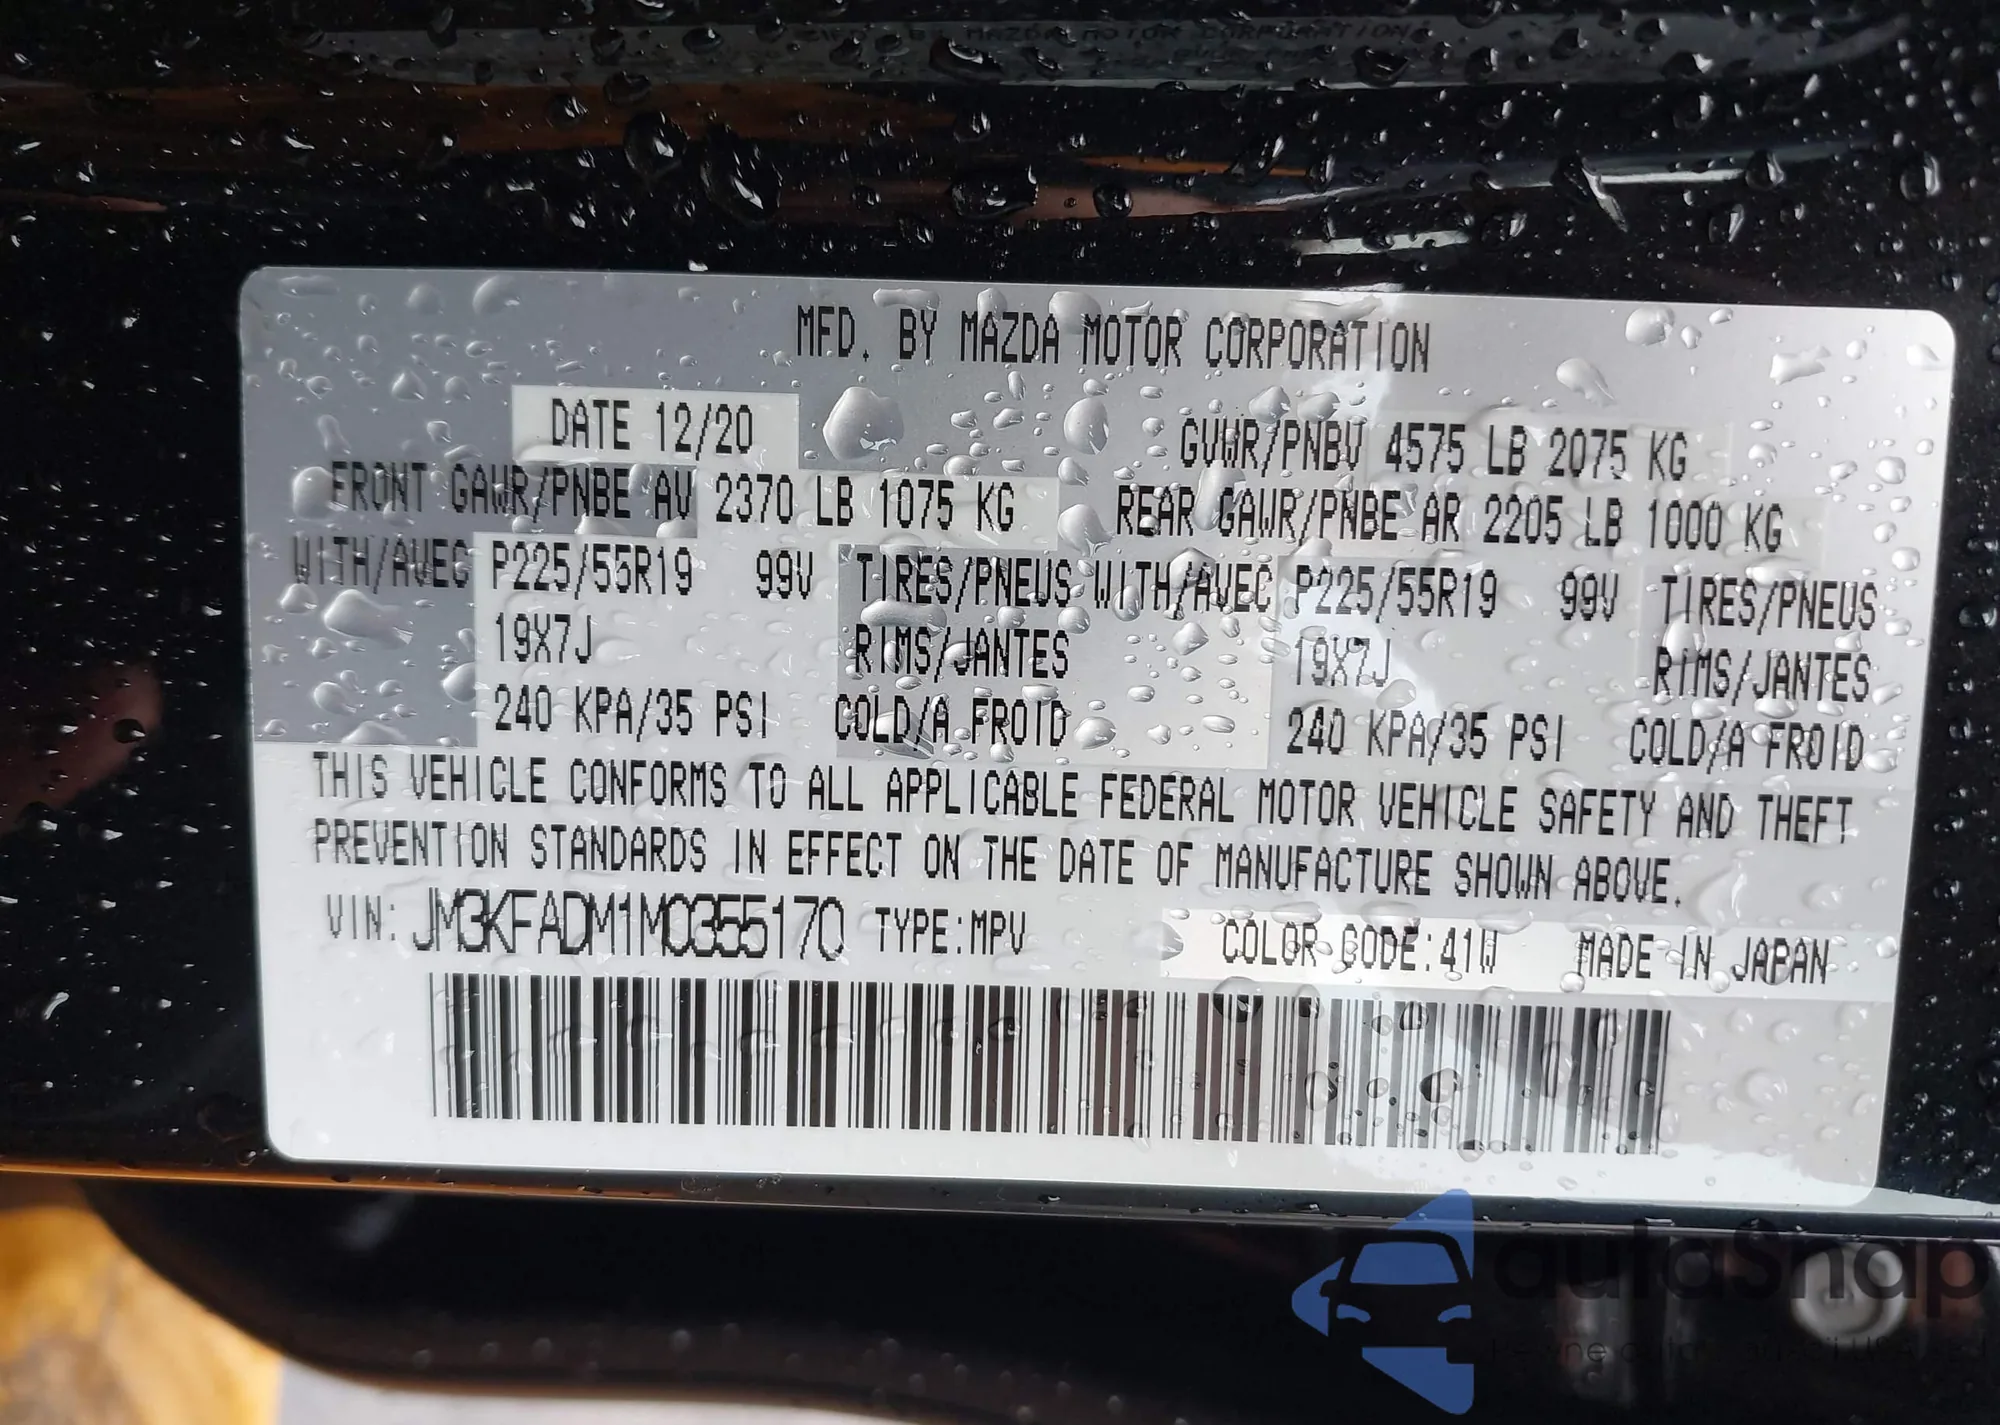 MFD. BY MAZDA MOTOR CORPORATION
DATE 12/20 GVWR/PNBV 4575 LB 2075 KG
FRONT GAWR/PNBE AV 2370 LB 1075 KG REAR GAWR/PNBE AR 2205 LB 1000 KG
WITH/AVEC P225/55R19 99V TIRES/PNEUS WITH/AVEC P225/55R19 99V TIRES/PNEUS
19X7J RIMS/JANTES 19X7J RIMS/JANTES
240 KPA/35 PSI COLD/A FROID 240 KPA/35 PSI COLD/A FROID
THIS VEHICLE CONFORMS TO ALL APPLICABLE FEDERAL MOTOR VEHICLE SAFETY AND THEFT
PREVENTION STANDARDS IN EFFECT ON THE DATE OF MANUFACTURE SHOWN ABOVE.
VIN: JM3KFADM1M0355170 TYPE:MPV COLOR CODE:41W MADE IN JAPAN
autaSnap